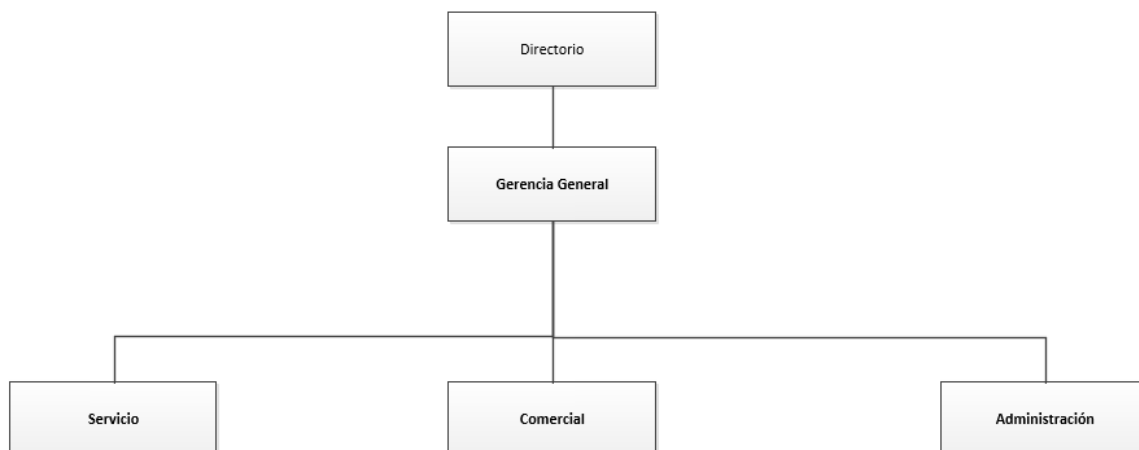 Directorio
Gerencia General
Servicio
Comercial
Administración